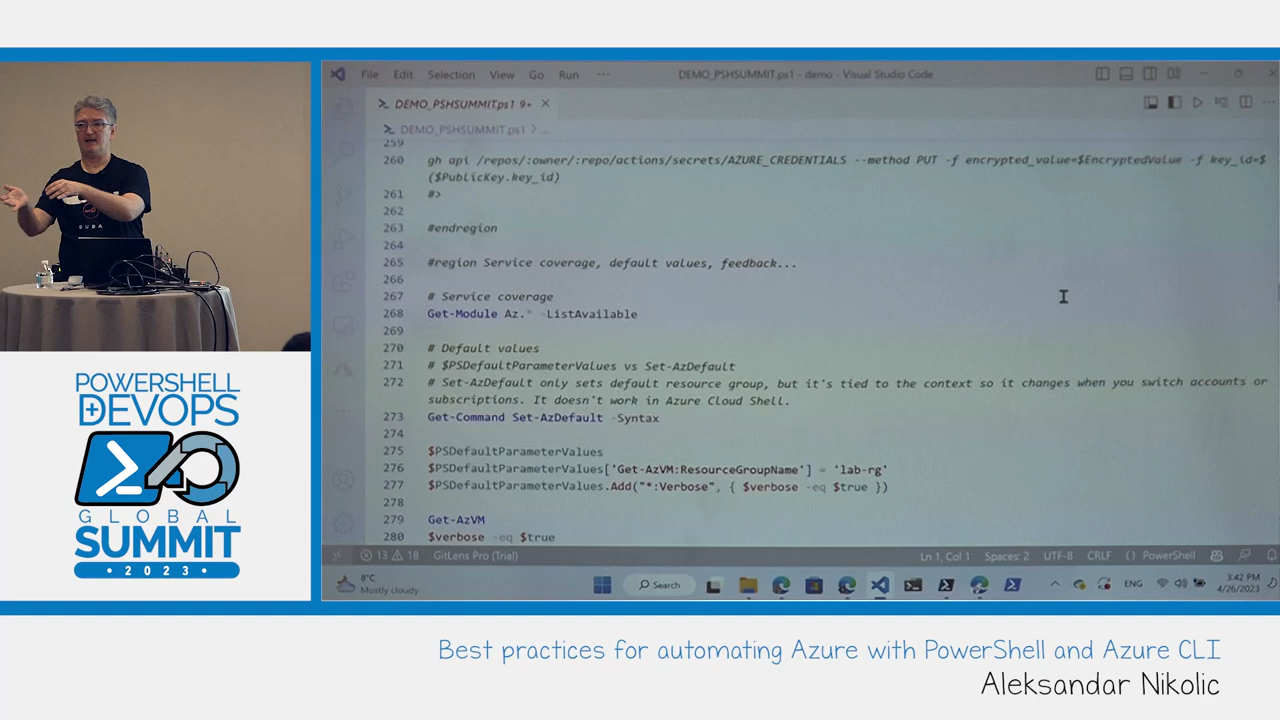 File Edit Selection View Go Run ··· DEMO_PSHSUMMIT.ps1 - demo - Visual Studio Code
DEMO_PSHSUMMIT.ps1 9+ ×
DEMO_PSHSUMMIT.ps1 > ...
259
260 gh api /repos/:owner/:repo/actions/secrets/AZURE_CREDENTIALS --method PUT -f encrypted_value=$EncryptedValue -f key_id=$
($PublicKey.key_id)
261 #>
262
263 #endregion
264
265 #region Service coverage, default values, feedback...
266
267 # Service coverage
268 Get-Module Az.* -ListAvailable
269
270 # Default values
271 # $PSDefaultParameterValues vs Set-AzDefault
272 # Set-AzDefault only sets default resource group, but it's tied to the context so it changes when you switch accounts or
subscriptions. It doesn't work in Azure Cloud Shell.
273 Get-Command Set-AzDefault -Syntax
274
275 $PSDefaultParameterValues
276 $PSDefaultParameterValues['Get-AzVM:ResourceGroupName'] = 'lab-rg'
277 $PSDefaultParameterValues.Add("*:Verbose", { $verbose -eq $true })
278
279 Get-AzVM
280 $verbose -eq $true
13 18 GitLens Pro (Trial) Ln 1, Col 1 Spaces: 2 UTF-8 CRLF {} PowerShell
8°C
Mostly cloudy
Search
ENG
3:42 PM
4/26/2023
POWERSHELL
+DEVOPS
GLOBAL
SUMMIT
· 2023 ·
Best practices for automating Azure with PowerShell and Azure CLI
Aleksandar Nikolic